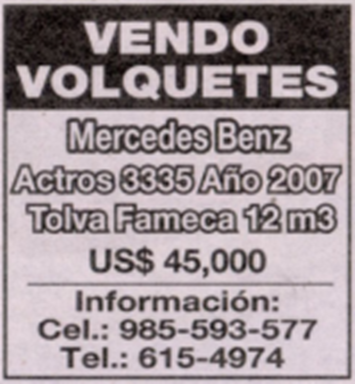 VENDO
VOLQUETES
Mercedes Benz
Actros 3335 Año 2007
Tolva Fameca 12 m3
US$ 45,000
Información:
Cel.: 985-593-577
Tel.: 615-4974